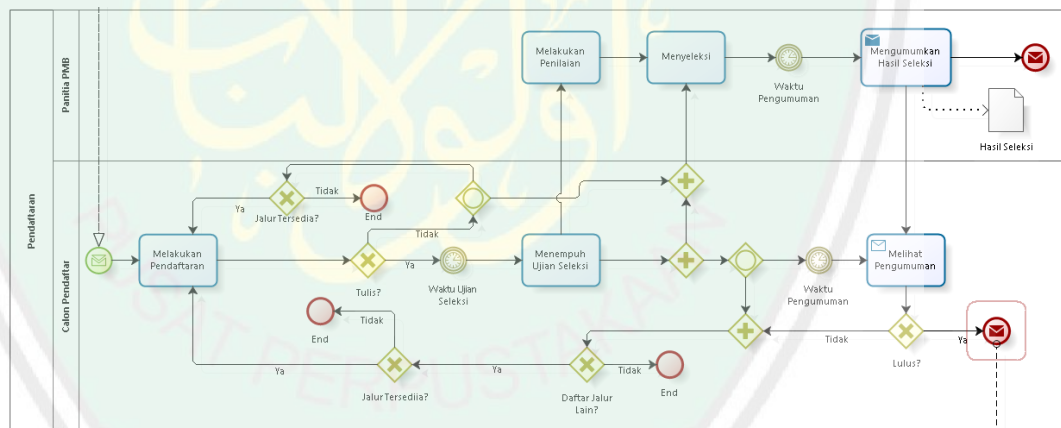 Pendaftaran
Panitia PMB
Melakukan
Penilaian
Menyeleksi
Waktu
Pengumuman
Mengumumkan
Hasil Seleksi
Hasil Seleksi
Calon Pendaftar
Tidak
Ya
Jalur Tersedia?
End
Tidak
Melakukan
Pendaftaran
Tulis?
Ya
Waktu Ujian
Seleksi
Menempuh
Ujian Seleksi
Waktu
Pengumuman
Melihat
Pengumuman
Tidak
End
Ya
Jalur Tersediia?
Ya
Daftar Jalur
Lain?
Tidak
End
Tidak
Lulus?
Ya
PUSAT PERPUSTAKAAN